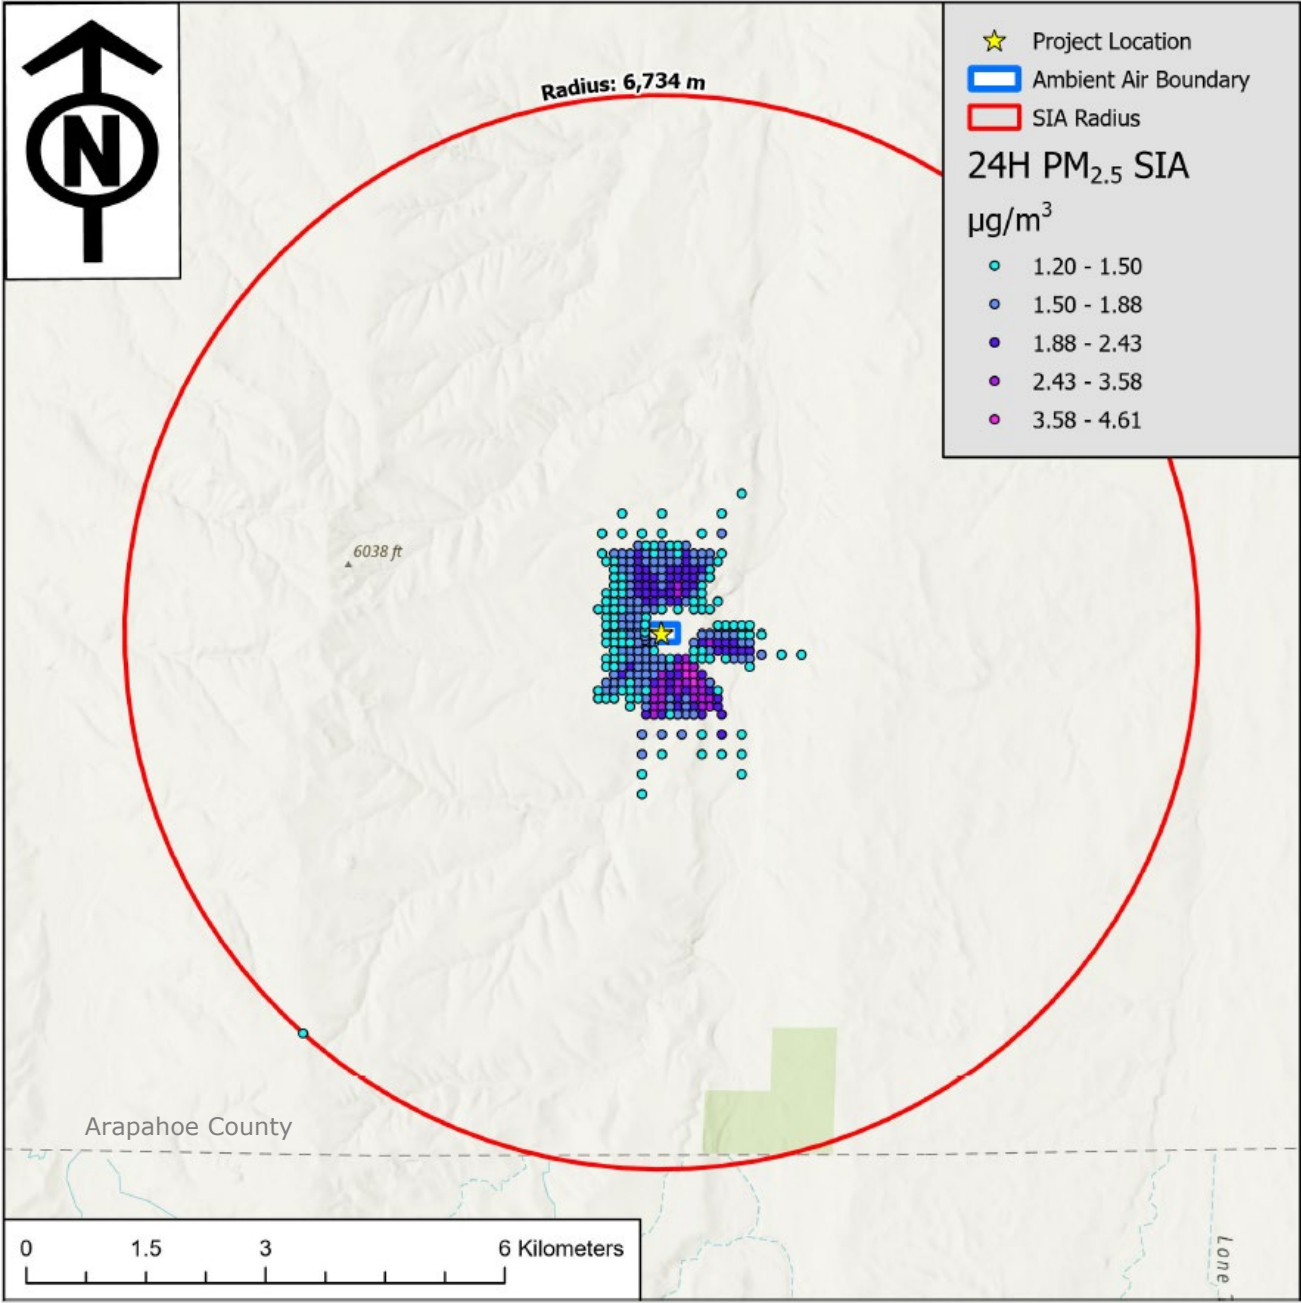 N
Radius: 6,734 m
Project Location
Ambient Air Boundary
SIA Radius
24H PM2.5 SIA
µg/m³
1.20 - 1.50
1.50 - 1.88
1.88 - 2.43
2.43 - 3.58
3.58 - 4.61
6038 ft
Arapahoe County
0 1.5 3 6 Kilometers
Lone